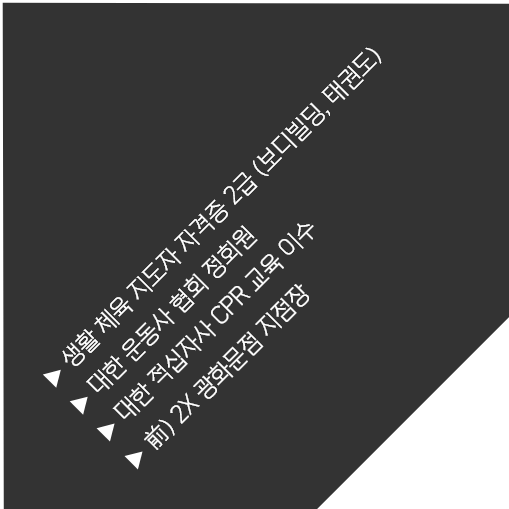 ▶ 생활 체육 지도자 자격증 2급 (보디빌딩, 태권도)
▶ 대한 운동사 협회 정회원
▶ 대한 적십자사 CPR 교육 이수
▶ 前) 2X 광화문점 지점장